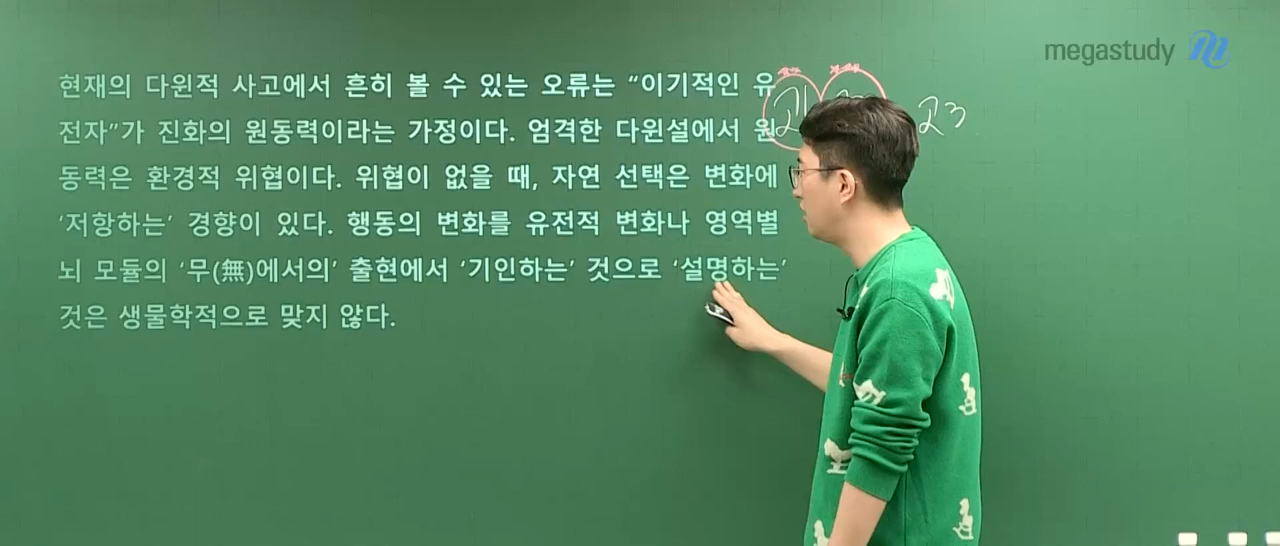 megastudy
현재의 다윈적 사고에서 흔히 볼 수 있는 오류는 “이기적인 유
전자”가 진화의 원동력이라는 가정이다. 엄격한 다윈설에서 원
동력은 환경적 위협이다. 위협이 없을 때, 자연 선택은 변화에
‘저항하는’ 경향이 있다. 행동의 변화를 유전적 변화나 영역별
뇌 모듈의 ‘무(無)에서의’ 출현에서 ‘기인하는’ 것으로 ‘설명하는’
것은 생물학적으로 맞지 않다.
고3